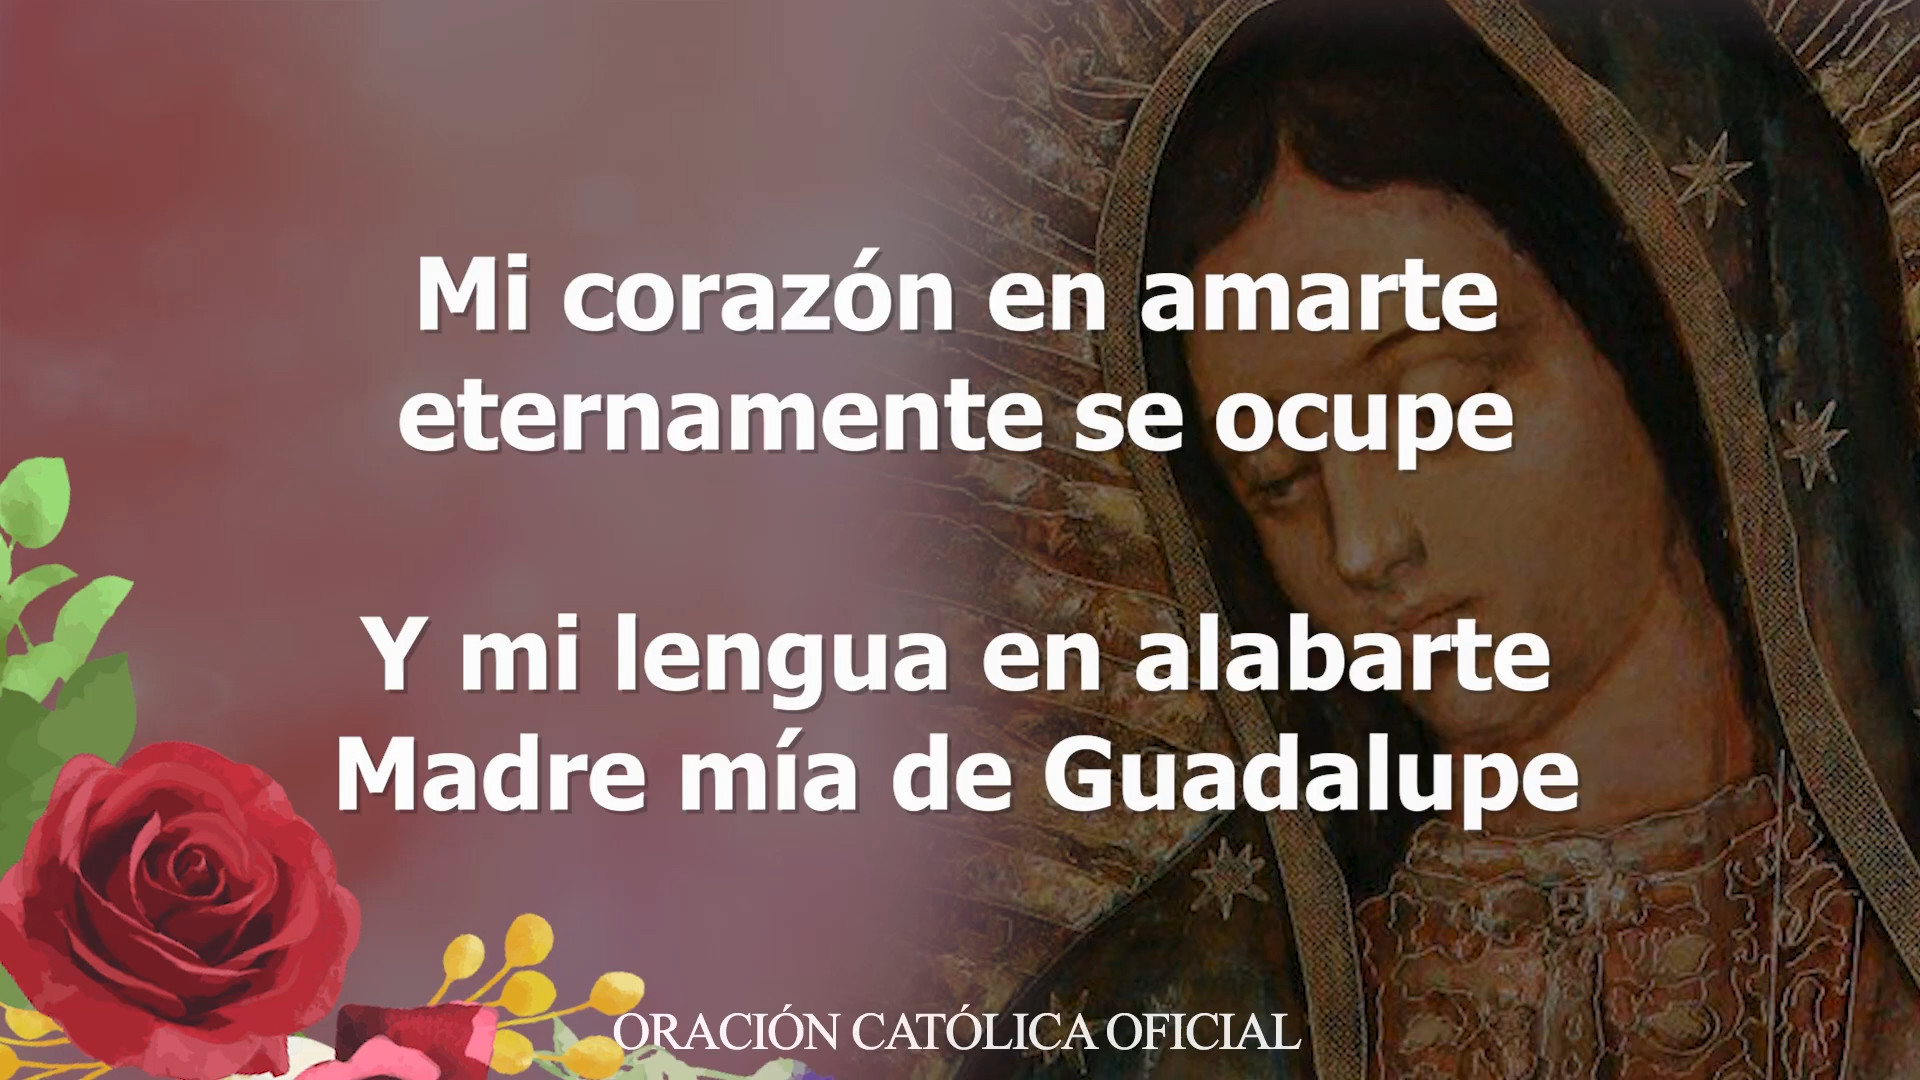 Mi corazón en amarte
eternamente se ocupe
Y mi lengua en alabarte
Madre mía de Guadalupe
ORACIÓN CATÓLICA OFICIAL